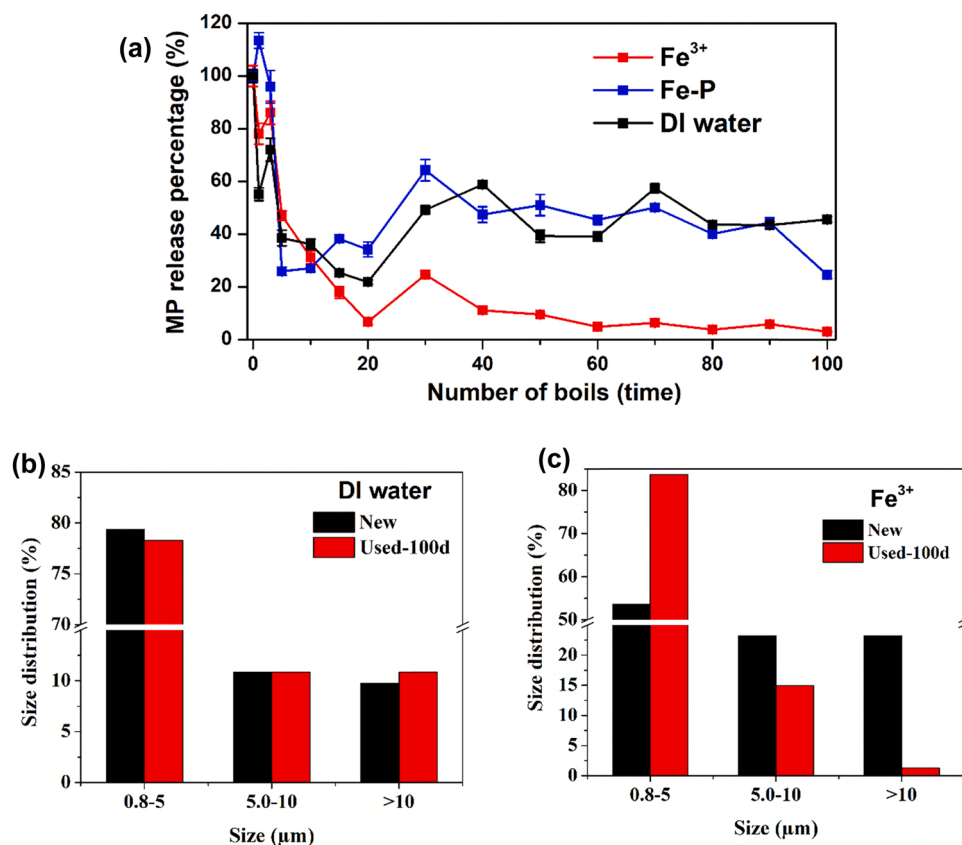 (a)
MP release percentage (%)
120
100
80
60
40
20
0
Fe³⁺
Fe-P
DI water
0
20
40
60
80
100
Number of boils (time)
(b)
Size distribution (%)
85
80
75
70
10
5
0
DI water
New
Used-100d
0.8-5
5.0-10
>10
Size (µm)
(c)
Size distribution (%)
80
70
60
50
20
15
10
5
0
Fe³⁺
New
Used-100d
0.8-5
5.0-10
>10
Size (µm)